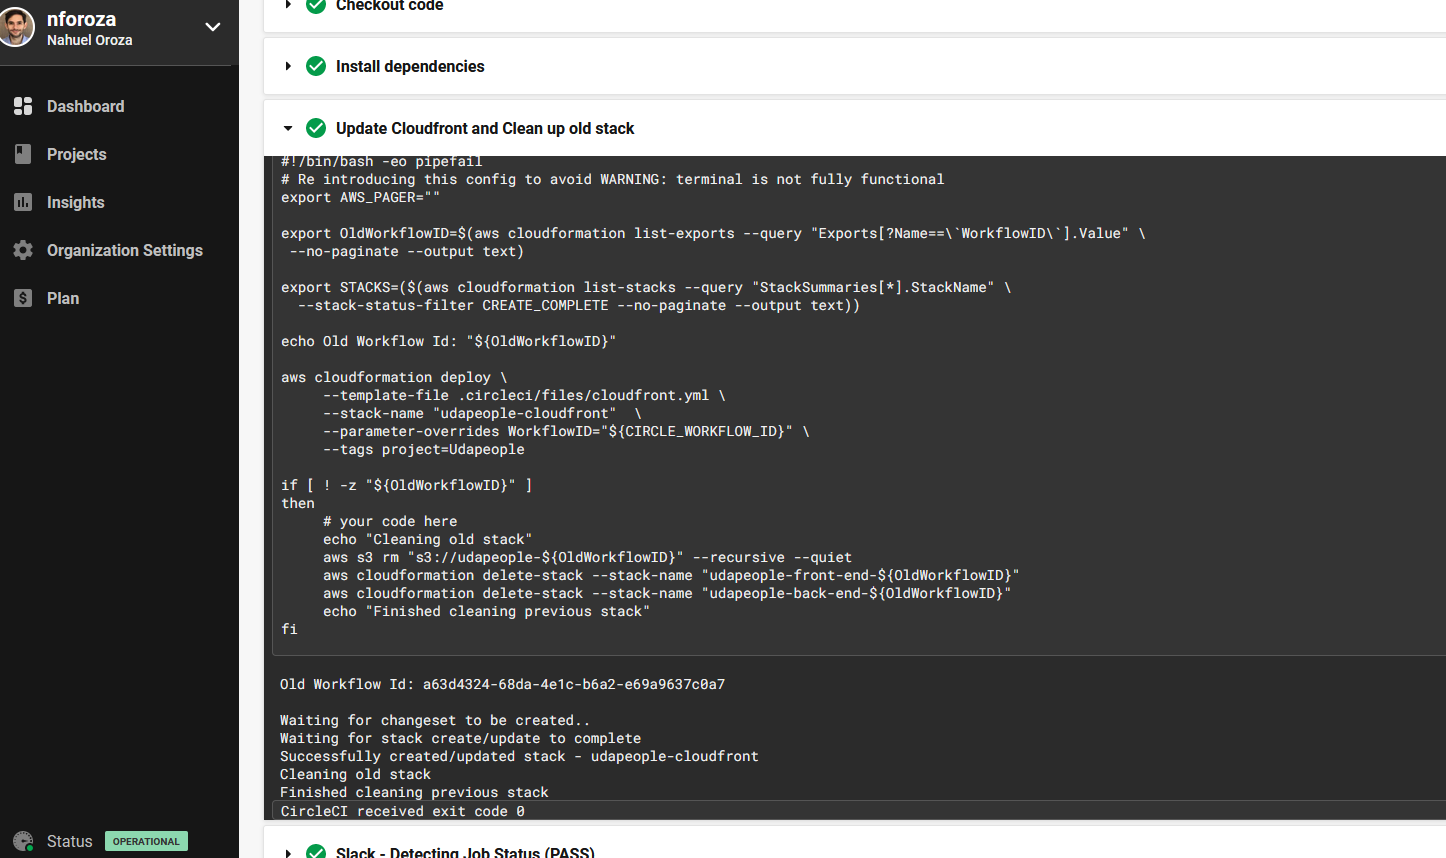 nforoza
Nahuel Oroza
Dashboard
Projects
Insights
Organization Settings
Plan
Status OPERATIONAL
Checkout code
Install dependencies
Update Cloudfront and Clean up old stack
#!/bin/bash -eo pipefail
# Re introducing this config to avoid WARNING: terminal is not fully functional
export AWS_PAGER=""
export OldWorkflowID=$(aws cloudformation list-exports --query "Exports[?Name==\`WorkflowID\`].Value" \
--no-paginate --output text)
export STACKS=($(aws cloudformation list-stacks --query "StackSummaries[*].StackName" \
--stack-status-filter CREATE_COMPLETE --no-paginate --output text))
echo Old Workflow Id: "${OldWorkflowID}"
aws cloudformation deploy \
--template-file .circleci/files/cloudfront.yml \
--stack-name "udapeople-cloudfront"  \
--parameter-overrides WorkflowID="${CIRCLE_WORKFLOW_ID}" \
--tags project=Udapeople
if [ ! -z "${OldWorkflowID}" ]
then
# your code here
echo "Cleaning old stack"
aws s3 rm "s3://udapeople-${OldWorkflowID}" --recursive --quiet
aws cloudformation delete-stack --stack-name "udapeople-front-end-${OldWorkflowID}"
aws cloudformation delete-stack --stack-name "udapeople-back-end-${OldWorkflowID}"
echo "Finished cleaning previous stack"
fi
Old Workflow Id: a63d4324-68da-4e1c-b6a2-e69a9637c0a7
Waiting for changeset to be created..
Waiting for stack create/update to complete
Successfully created/updated stack - udapeople-cloudfront
Cleaning old stack
Finished cleaning previous stack
CircleCI received exit code 0
Slack - Detecting Job Status (PASS)